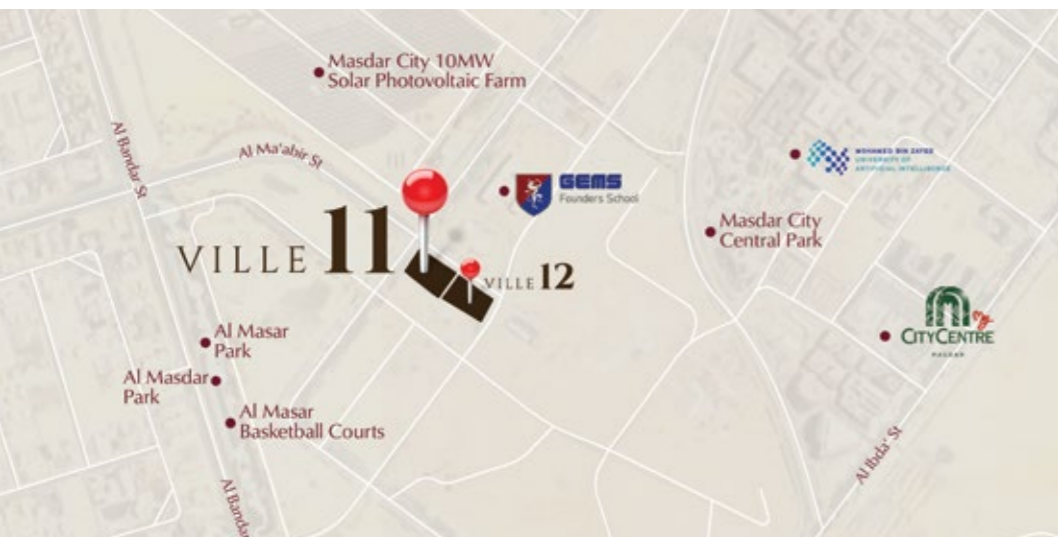 Masdar City 10MW
Solar Photovoltaic Farm
Al Bandar St
Al Ma'abir St
MOHAMED BIN ZAYED
UNIVERSITY OF
ARTIFICIAL INTELLIGENCE
GEMS
Founders School
Masdar City
Central Park
VILLE 11
VILLE 12
CITY CENTRE
MASDAR
Al Masar
Park
Al Masdar
Park
Al Masar
Basketball Courts
Al Ibda' St
Al Bandar